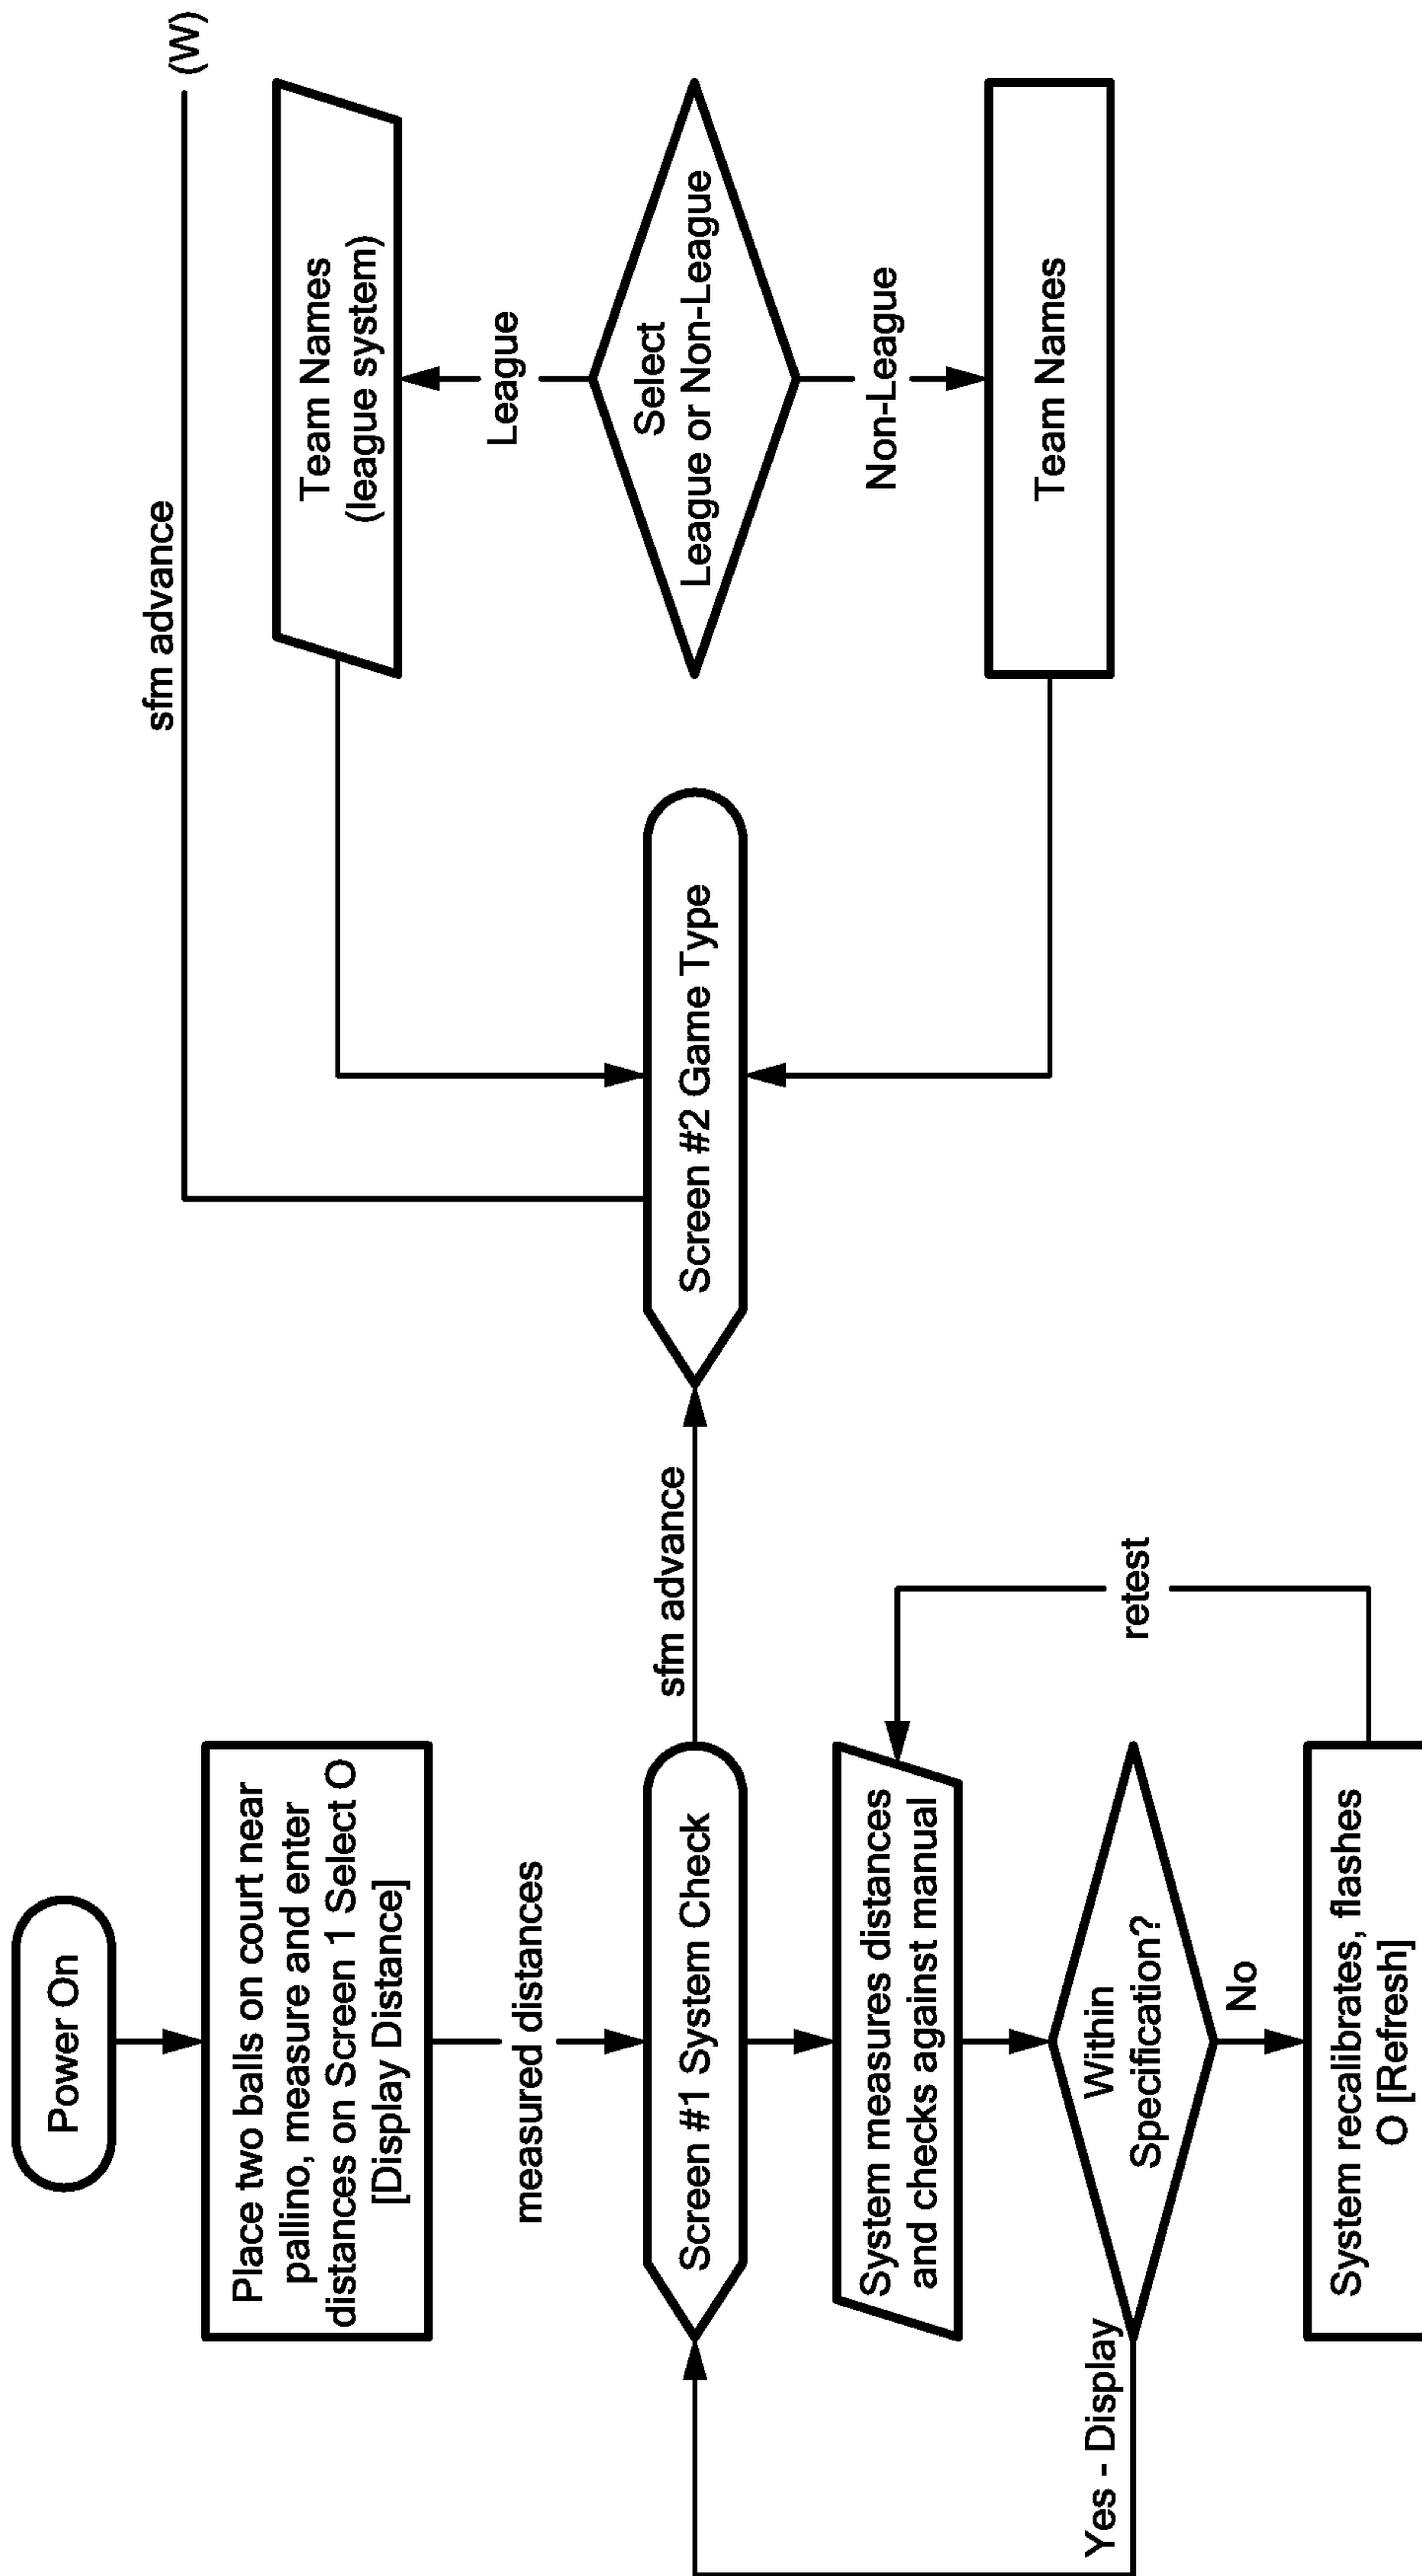 Power On
Place two balls on court near
pallino, measure and enter
distances on Screen 1 Select O
[Display Distance]
measured distances
Screen #1 System Check
System measures distances
and checks against manual
Within
Specification?
Yes - Display
No
System recalibrates, flashes
O [Refresh]
retest
sfm advance
Screen #2 Game Type
sfm advance
(W)
Team Names
(league system)
League
Select
League or Non-League
Non-League
Team Names